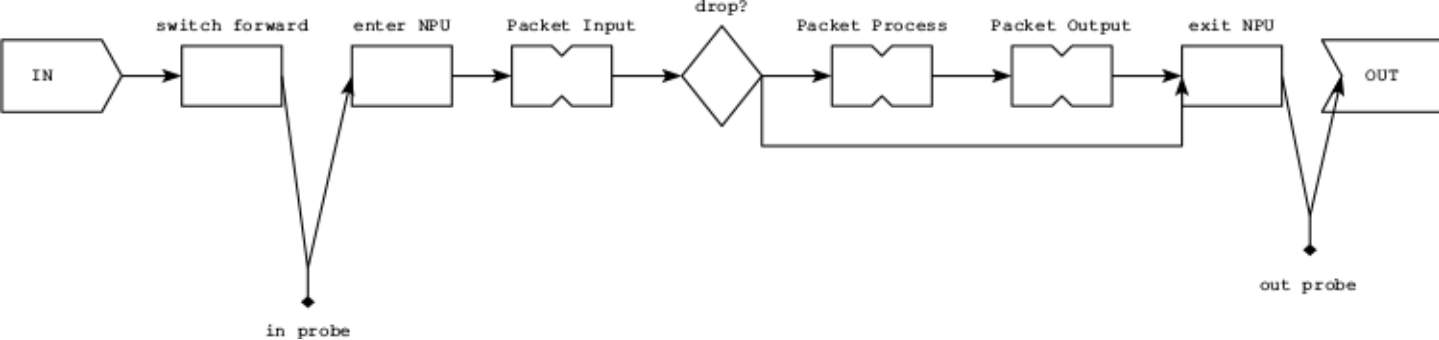 drop?
switch forward
enter NPU
Packet Input
Packet Process
Packet Output
exit NPU
IN
OUT
out probe
in probe